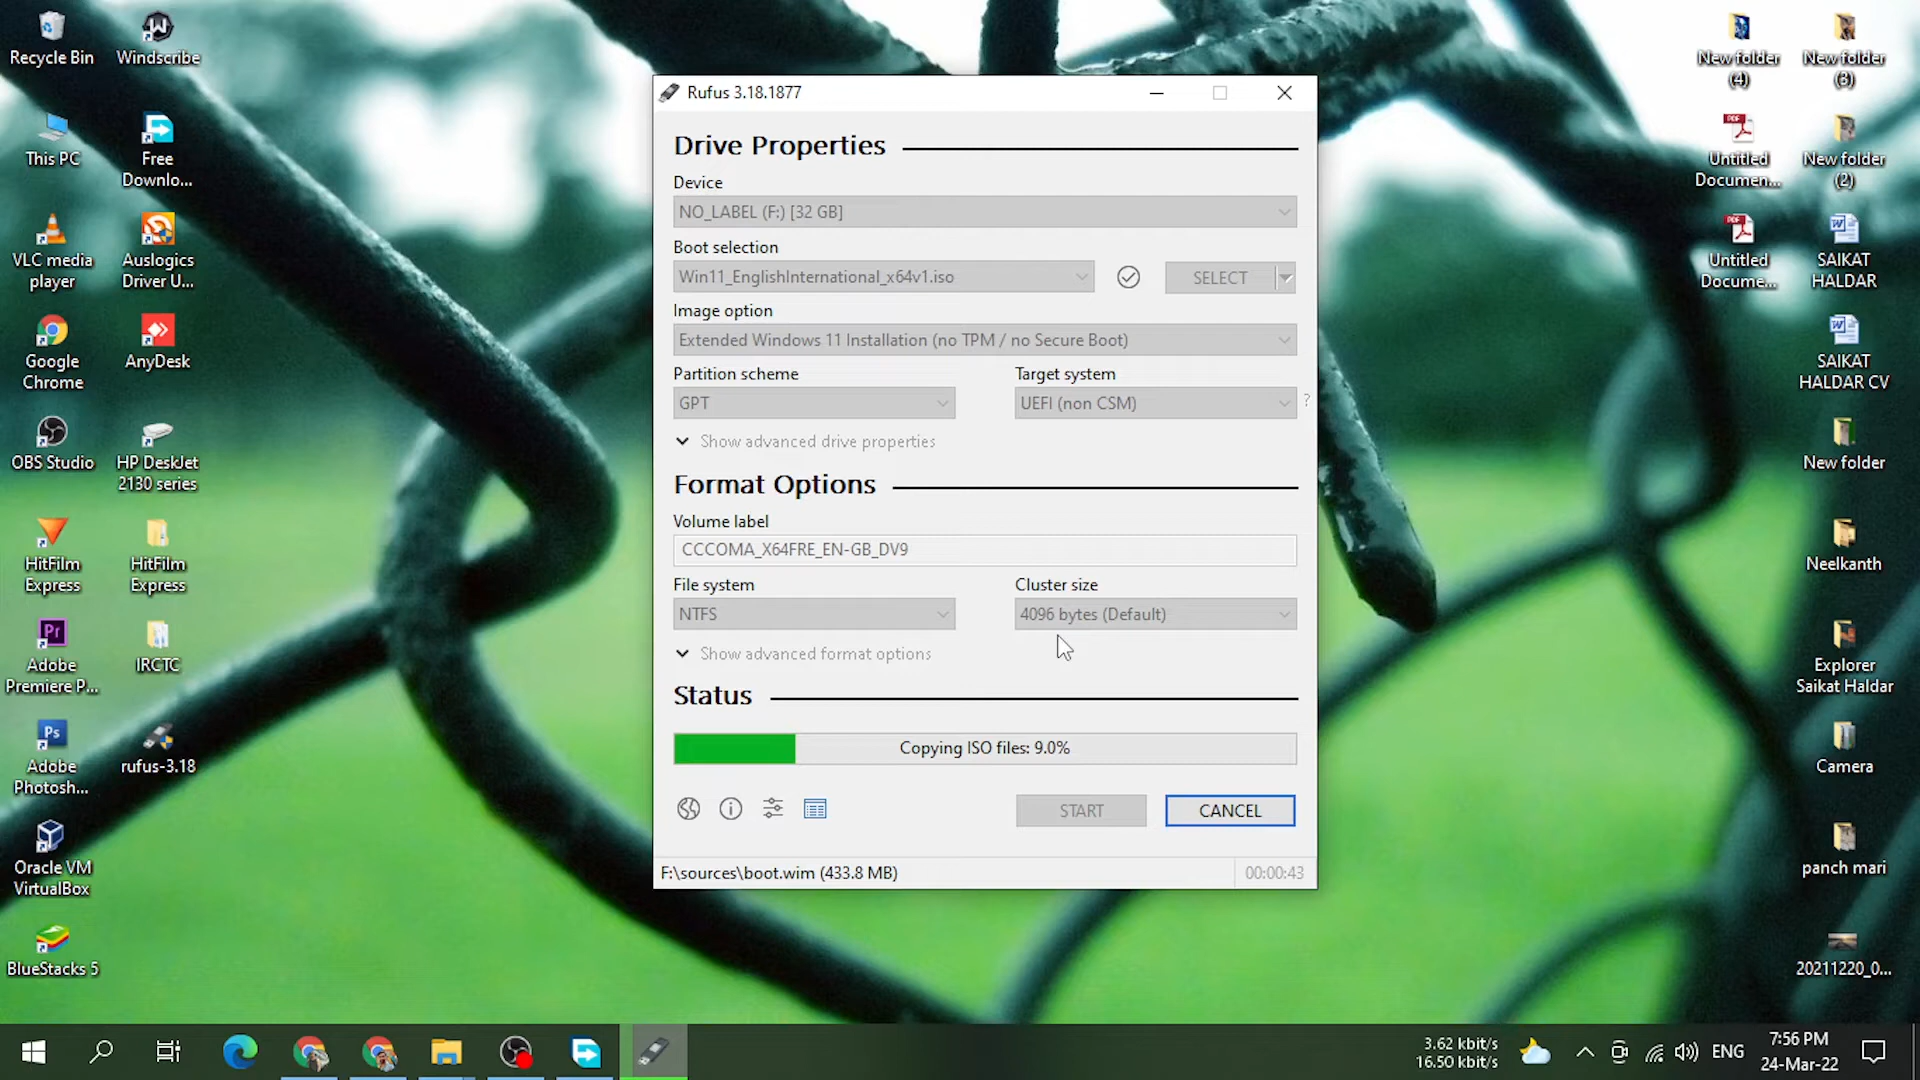 Recycle Bin
Windscribe
This PC
Free
Downlo...
VLC media
player
Auslogics
Driver U...
Google
Chrome
AnyDesk
OBS Studio
HP DeskJet
2130 series
HitFilm
Express
HitFilm
Express
Pr
Adobe
Premiere P...
IRCTC
Ps
Adobe
Photosh...
rufus-3.18
Oracle VM
VirtualBox
BlueStacks 5
Rufus 3.18.1877
Drive Properties
Device
NO_LABEL (F:) [32 GB]
Boot selection
Win11_EnglishInternational_x64v1.iso
SELECT
Image option
Extended Windows 11 Installation (no TPM / no Secure Boot)
Partition scheme
Target system
GPT
UEFI (non CSM)
?
Show advanced drive properties
Format Options
Volume label
CCCOMA_X64FRE_EN-GB_DV9
File system
Cluster size
NTFS
4096 bytes (Default)
Show advanced format options
Status
Copying ISO files: 9.0%
START
CANCEL
F:\sources\boot.wim (433.8 MB)
00:00:43
New folder
(4)
New folder
(3)
PDF
Untitled
Documen...
New folder
(2)
PDF
Untitled
Docume...
SAIKAT
HALDAR
SAIKAT
HALDAR CV
New folder
Neelkanth
Explorer
Saikat Haldar
Camera
panch mari
20211220_0...
3.62 kbit/s
16.50 kbit/s
ENG
7:56 PM
24-Mar-22